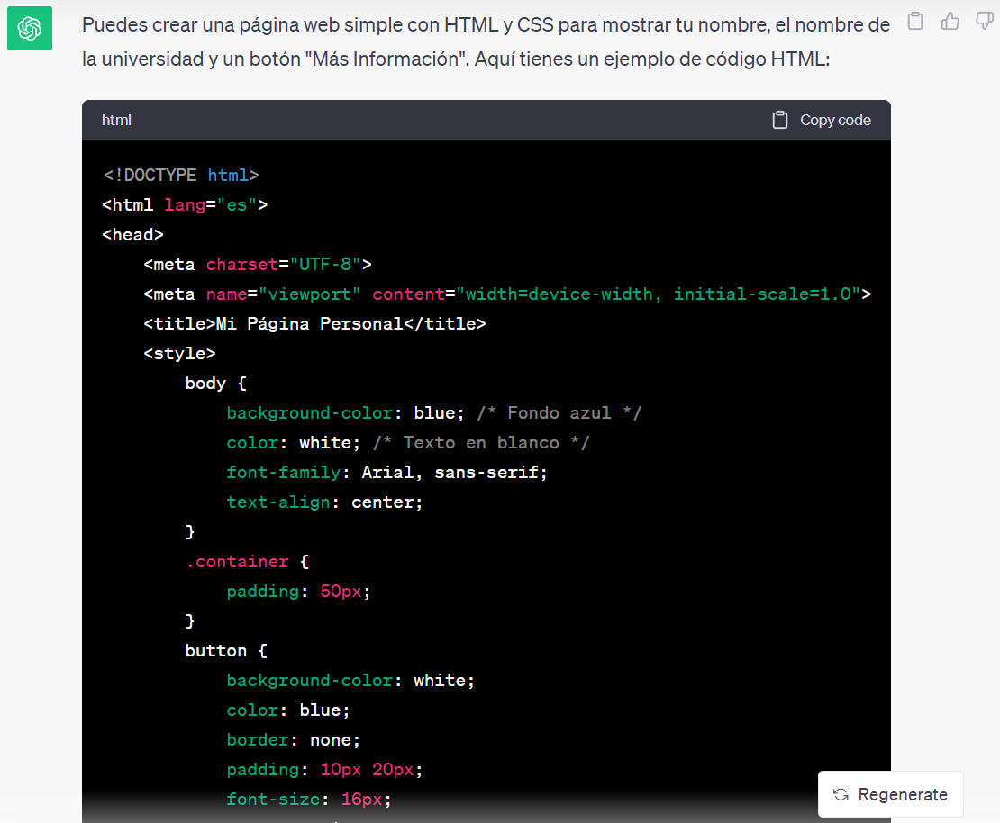 Puedes crear una página web simple con HTML y CSS para mostrar tu nombre, el nombre de
la universidad y un botón "Más Información". Aquí tienes un ejemplo de código HTML:
html
Copy code
<!DOCTYPE html>
<html lang="es">
<head>
    <meta charset="UTF-8">
    <meta name="viewport" content="width=device-width, initial-scale=1.0">
    <title>Mi Página Personal</title>
    <style>
        body {
            background-color: blue; /* Fondo azul */
            color: white; /* Texto en blanco */
            font-family: Arial, sans-serif;
            text-align: center;
        }
        .container {
            padding: 50px;
        }
        button {
            background-color: white;
            color: blue;
            border: none;
            padding: 10px 20px;
            font-size: 16px;
Regenerate